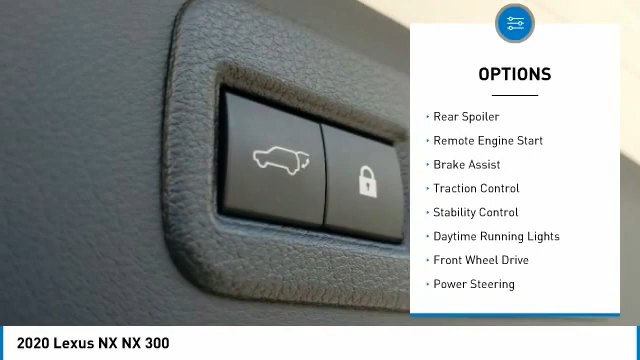 OPTIONS
Rear Spoiler
Remote Engine Start
Brake Assist
Traction Control
Stability Control
Daytime Running Lights
Front Wheel Drive
Power Steering
2020 Lexus NX NX 300